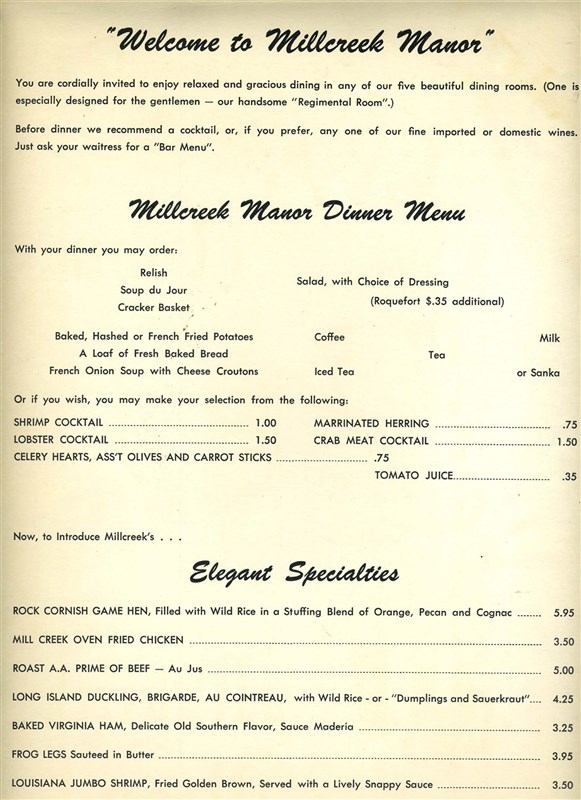 "Welcome to Millcreek Manor"
You are cordially invited to enjoy relaxed and gracious dining in any of our five beautiful dining rooms. (One is
especially designed for the gentlemen — our handsome "Regimental Room".)
Before dinner we recommend a cocktail, or, if you prefer, any one of our fine imported or domestic wines.
Just ask your waitress for a "Bar Menu".
Millcreek Manor Dinner Menu
With your dinner you may order:
Relish
Soup du Jour
Cracker Basket
Salad, with Choice of Dressing
(Roquefort $.35 additional)
Baked, Hashed or French Fried Potatoes
A Loaf of Fresh Baked Bread
French Onion Soup with Cheese Croutons
Coffee Milk
Tea
Iced Tea or Sanka
Or if you wish, you may make your selection from the following:
SHRIMP COCKTAIL ........ 1.00 MARRINATED HERRING ........ .75
LOBSTER COCKTAIL ........ 1.50 CRAB MEAT COCKTAIL ........ 1.50
CELERY HEARTS, ASS'T OLIVES AND CARROT STICKS ........ .75
TOMATO JUICE........ .35
Now, to Introduce Millcreek's . . .
Elegant Specialties
ROCK CORNISH GAME HEN, Filled with Wild Rice in a Stuffing Blend of Orange, Pecan and Cognac ........ 5.95
MILL CREEK OVEN FRIED CHICKEN ........ 3.50
ROAST A.A. PRIME OF BEEF — Au Jus ........ 5.00
LONG ISLAND DUCKLING, BRIGARDE, AU COINTREAU, with Wild Rice - or - "Dumplings and Sauerkraut".... 4.25
BAKED VIRGINIA HAM, Delicate Old Southern Flavor, Sauce Maderia ........ 3.25
FROG LEGS Sauteed in Butter ........ 3.95
LOUISIANA JUMBO SHRIMP, Fried Golden Brown, Served with a Lively Snappy Sauce ........ 3.50